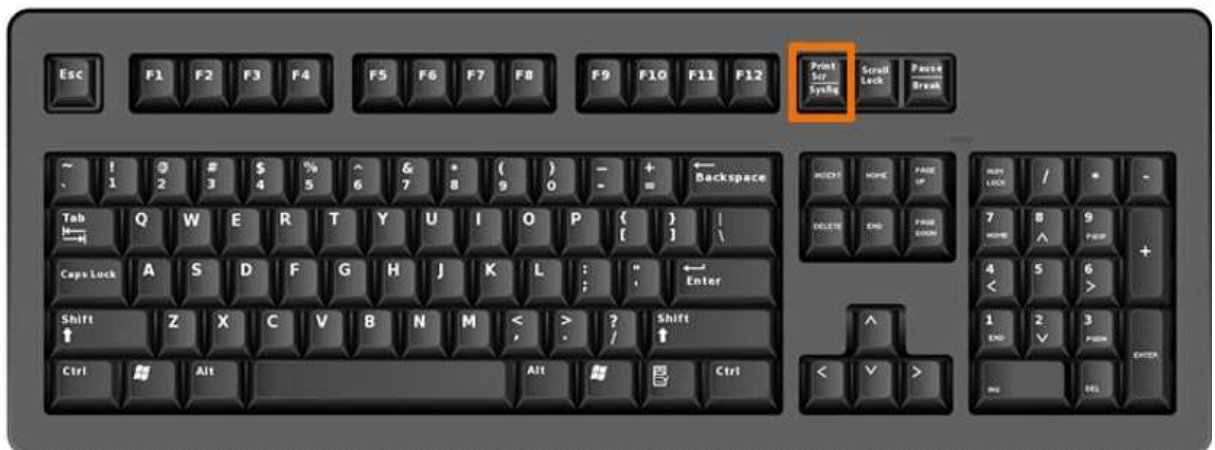 Esc F1 F2 F3 F4 F5 F6 F7 F8 F9 F10 F11 F12 Print Scr SysRq Scroll Lock Pause Break
~ ! @ # $ % ^ & * ( ) _ +
` 1 2 3 4 5 6 7 8 9 0 - = Backspace INSERT HOME PAGE UP NUM LOCK / * -
Tab Q W E R T Y U I O P { [ } ] | \ DELETE END PAGE DOWN 7 HOME 8 9 PGUP +
Caps Lock A S D F G H J K L : ; " ' Enter 4 5 6
Shift Z X C V B N M < , > . ? / Shift 1 END 2 3 PGDN ENTER
Ctrl Alt Alt Ctrl INS DEL